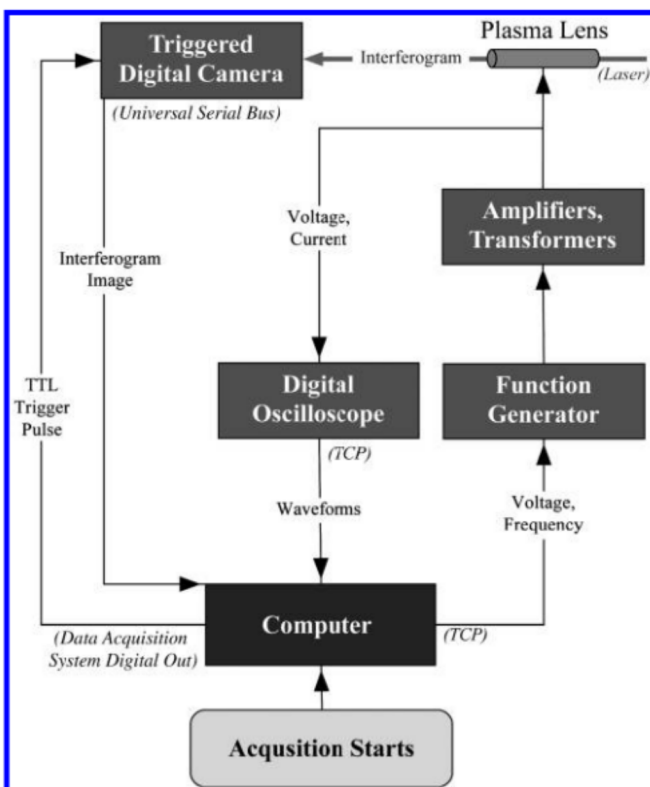 Triggered
Digital Camera
Interferogram
Plasma Lens
(Laser)
(Universal Serial Bus)
Voltage,
Current
Amplifiers,
Transformers
Interferogram
Image
TTL
Trigger
Pulse
Digital
Oscilloscope
(TCP)
Function
Generator
Waveforms
Voltage,
Frequency
Computer
(Data Acquisition
System Digital Out)
(TCP)
Acqusition Starts